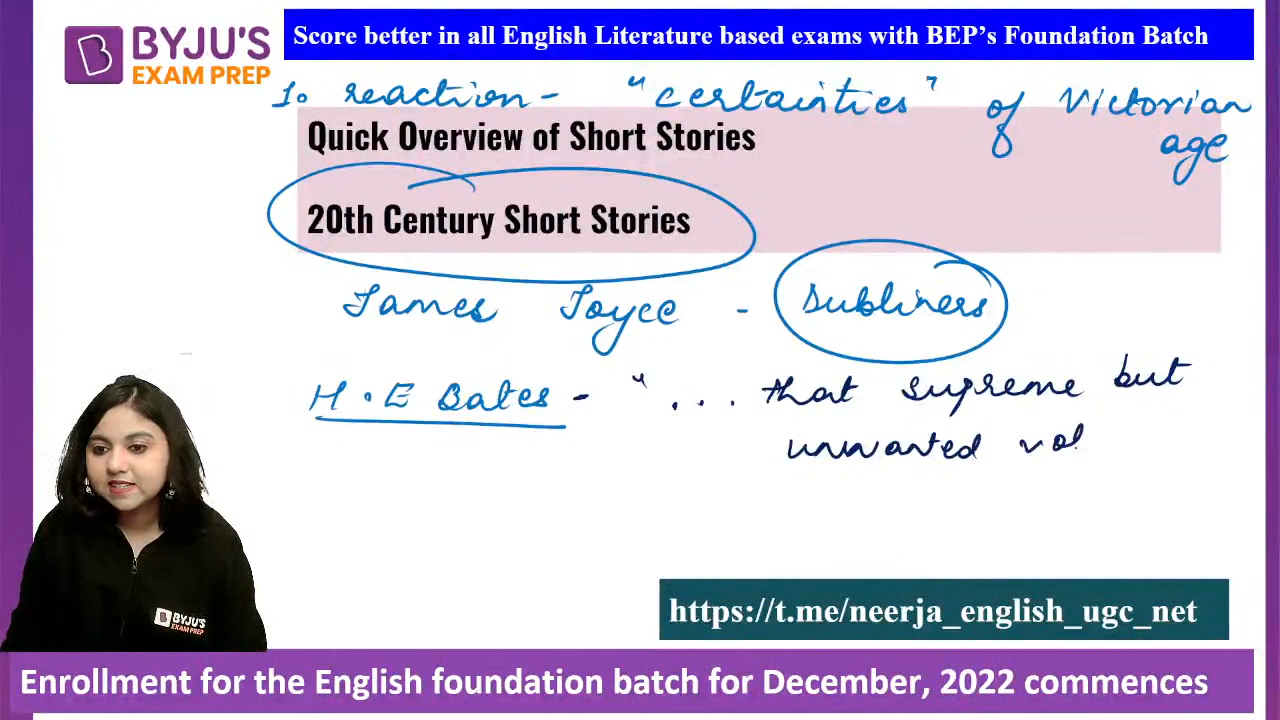 BYJU'S
EXAM PREP
Score better in all English Literature based exams with BEP's Foundation Batch
1. reaction - "certainties" of Victorian age
Quick Overview of Short Stories
20th Century Short Stories
James Joyce - Subliners
H.E Bates - "... that supreme but
unwanted vol
BYJU'S
EXAM PREP
https://t.me/neerja_english_ugc_net
Enrollment for the English foundation batch for December, 2022 commences